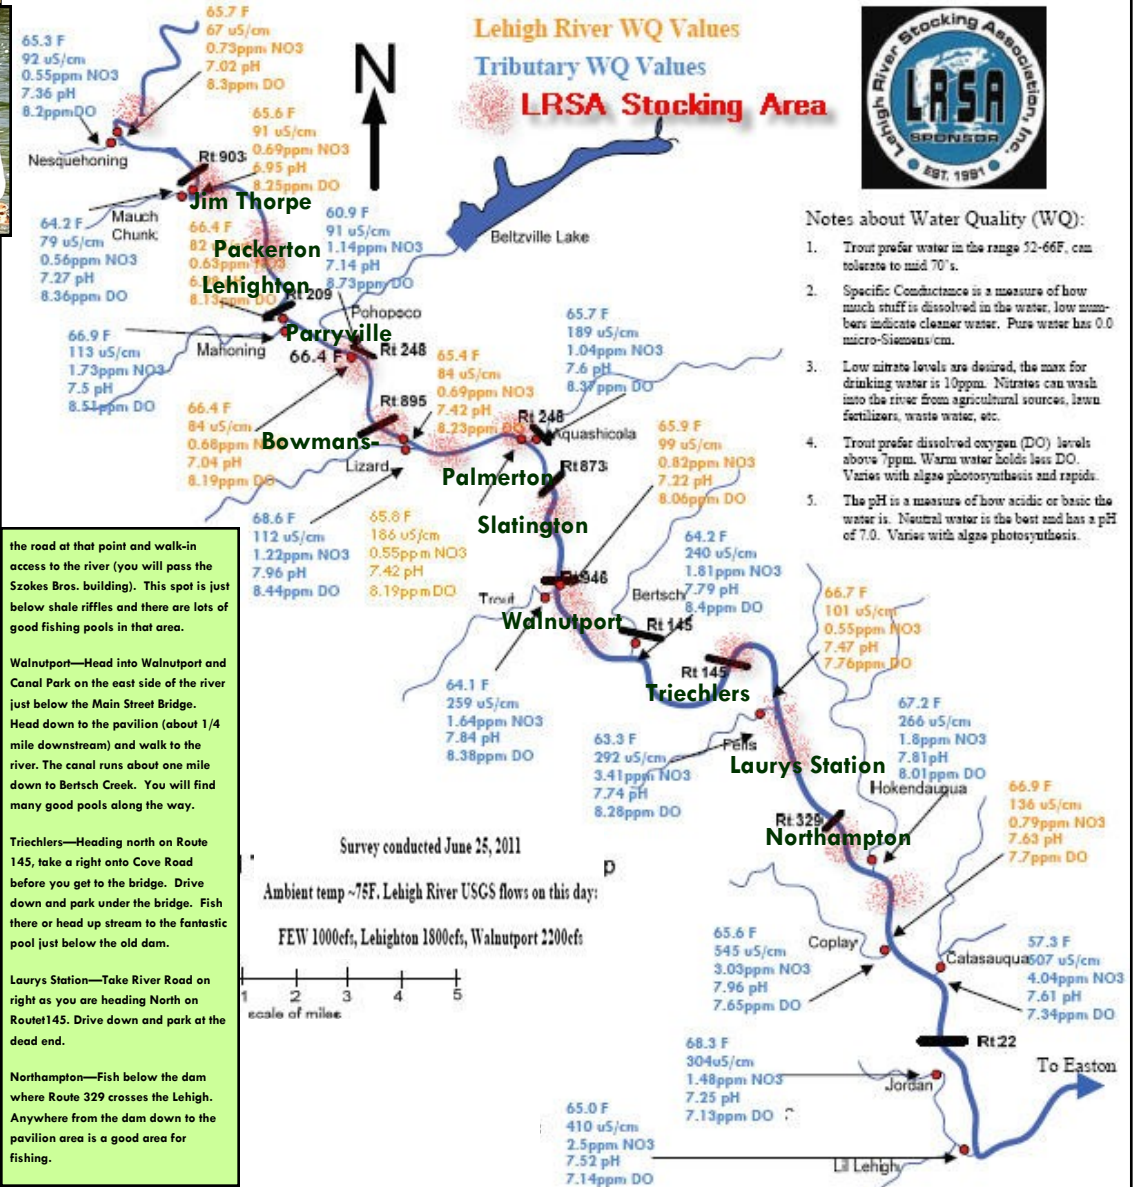 Lehigh River WQ Values
Tributary WQ Values
LRSA Stocking Area
N
Lehigh River Stocking Association, Inc.
LRSA
SPONSOR
EST. 1991
65.7 F
67 uS/cm
0.73ppm NO3
7.02 pH
8.3ppm DO
65.3 F
92 uS/cm
0.55ppm NO3
7.36 pH
8.2ppmDO
Nesquehoning
65.6 F
91 uS/cm
0.69ppm NO3
6.95 pH
8.25ppm DO
Rt 903
Jim Thorpe
Mauch
Chunk
64.2 F
79 uS/cm
0.56ppm NO3
7.27 pH
8.36ppm DO
66.4 F
82
0.63ppm
8.13ppm DO
Packerton
Lehighton
60.9 F
91 uS/cm
1.14ppm NO3
7.14 pH
8.73ppm DO
Beltzville Lake
Rt 209
Pohopoco
Parryville
66.4 F
Rt 248
Mahoning
66.9 F
113 uS/cm
1.73ppm NO3
7.5 pH
8.51ppm DO
65.7 F
189 uS/cm
1.04ppm NO3
7.6 pH
8.37ppm DO
65.4 F
84 uS/cm
0.69ppm NO3
7.42 pH
8.23ppm DO
66.4 F
84 uS/cm
0.68ppm NO3
7.04 pH
8.19ppm DO
Rt 895
Bowmans-
Lizard
Rt 248
Aquashicola
Palmerton
Rt 873
Slatington
65.9 F
99 uS/cm
0.82ppm NO3
7.22 pH
8.06ppm DO
68.6 F
112 uS/cm
1.22ppm NO3
7.96 pH
8.44ppm DO
65.8 F
186 uS/cm
0.55ppm NO3
7.42 pH
8.19ppm DO
64.2 F
240 uS/cm
1.81ppm NO3
7.79 pH
8.4ppm DO
Rt 946
Trout
Bertsch
Walnutport
Rt 145
Rt 145
Triechlers
64.1 F
259 uS/cm
1.64ppm NO3
7.84 pH
8.38ppm DO
66.7 F
101 uS/cm
0.55ppm NO3
7.47 pH
7.76ppm DO
63.3 F
292 uS/cm
3.41ppm NO3
7.74 pH
8.28ppm DO
Fells
Laurys Station
67.2 F
266 uS/cm
1.8ppm NO3
7.81pH
8.01ppm DO
Hokendauqua
Rt 329
Northampton
66.9 F
136 uS/cm
0.79ppm NO3
7.63 pH
7.7ppm DO
65.6 F
545 uS/cm
3.03ppm NO3
7.96 pH
7.65ppm DO
Coplay
Catasauqua
57.3 F
507 uS/cm
4.04ppm NO3
7.61 pH
7.34ppm DO
Rt 22
To Easton
68.3 F
304uS/cm
1.48ppm NO3
7.25 pH
7.13ppm DO
Jordan
65.0 F
410 uS/cm
2.5ppm NO3
7.52 pH
7.14ppm DO
Lil Lehigh
Notes about Water Quality (WQ):
1. Trout prefer water in the range 52-66F, can
tolerate to mid 70's.
2. Specific Conductance is a measure of how
much stuff is dissolved in the water, low num-
bers indicate cleaner water. Pure water has 0.0
micro-Siemens/cm.
3. Low nitrate levels are desired, the max for
drinking water is 10ppm. Nitrates can wash
into the river from agricultural sources, lawn
fertilizers, waste water, etc.
4. Trout prefer dissolved oxygen (DO) levels
above 7ppm. Warm water holds less DO.
Varies with algae photosynthesis and rapids.
5. The pH is a measure of how acidic or basic the
water is. Neutral water is the best and has a pH
of 7.0. Varies with algae photosynthesis.
the road at that point and walk-in
access to the river (you will pass the
Szokes Bros. building). This spot is just
below shale riffles and there are lots of
good fishing pools in that area.
Walnutport—Head into Walnutport and
Canal Park on the east side of the river
just below the Main Street Bridge.
Head down to the pavilion (about 1/4
mile downstream) and walk to the
river. The canal runs about one mile
down to Bertsch Creek. You will find
many good pools along the way.
Triechlers—Heading north on Route
145, take a right onto Cove Road
before you get to the bridge. Drive
down and park under the bridge. Fish
there or head up stream to the fantastic
pool just below the old dam.
Laurys Station—Take River Road on
right as you are heading North on
Routet145. Drive down and park at the
dead end.
Northampton—Fish below the dam
where Route 329 crosses the Lehigh.
Anywhere from the dam down to the
pavilion area is a good area for
fishing.
Survey conducted June 25, 2011
p
Ambient temp ~75F. Lehigh River USGS flows on this day:
FEW 1000cfs, Lehighton 1800cfs, Walnutport 2200cfs
1 2 3 4 5
scale of miles